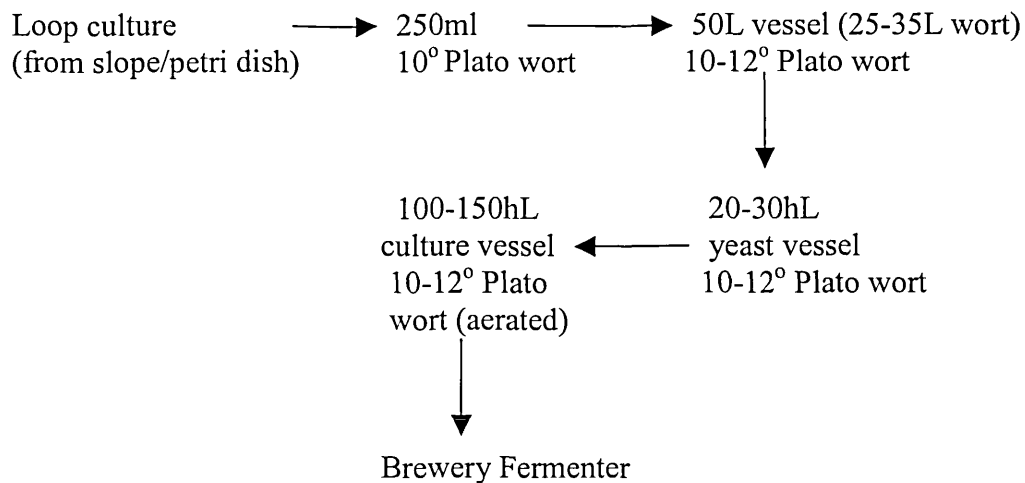 Loop culture
(from slope/petri dish)
250ml
10° Plato wort
50L vessel (25-35L wort)
10-12° Plato wort
20-30hL
yeast vessel
10-12° Plato wort
100-150hL
culture vessel
10-12° Plato
wort (aerated)
Brewery Fermenter